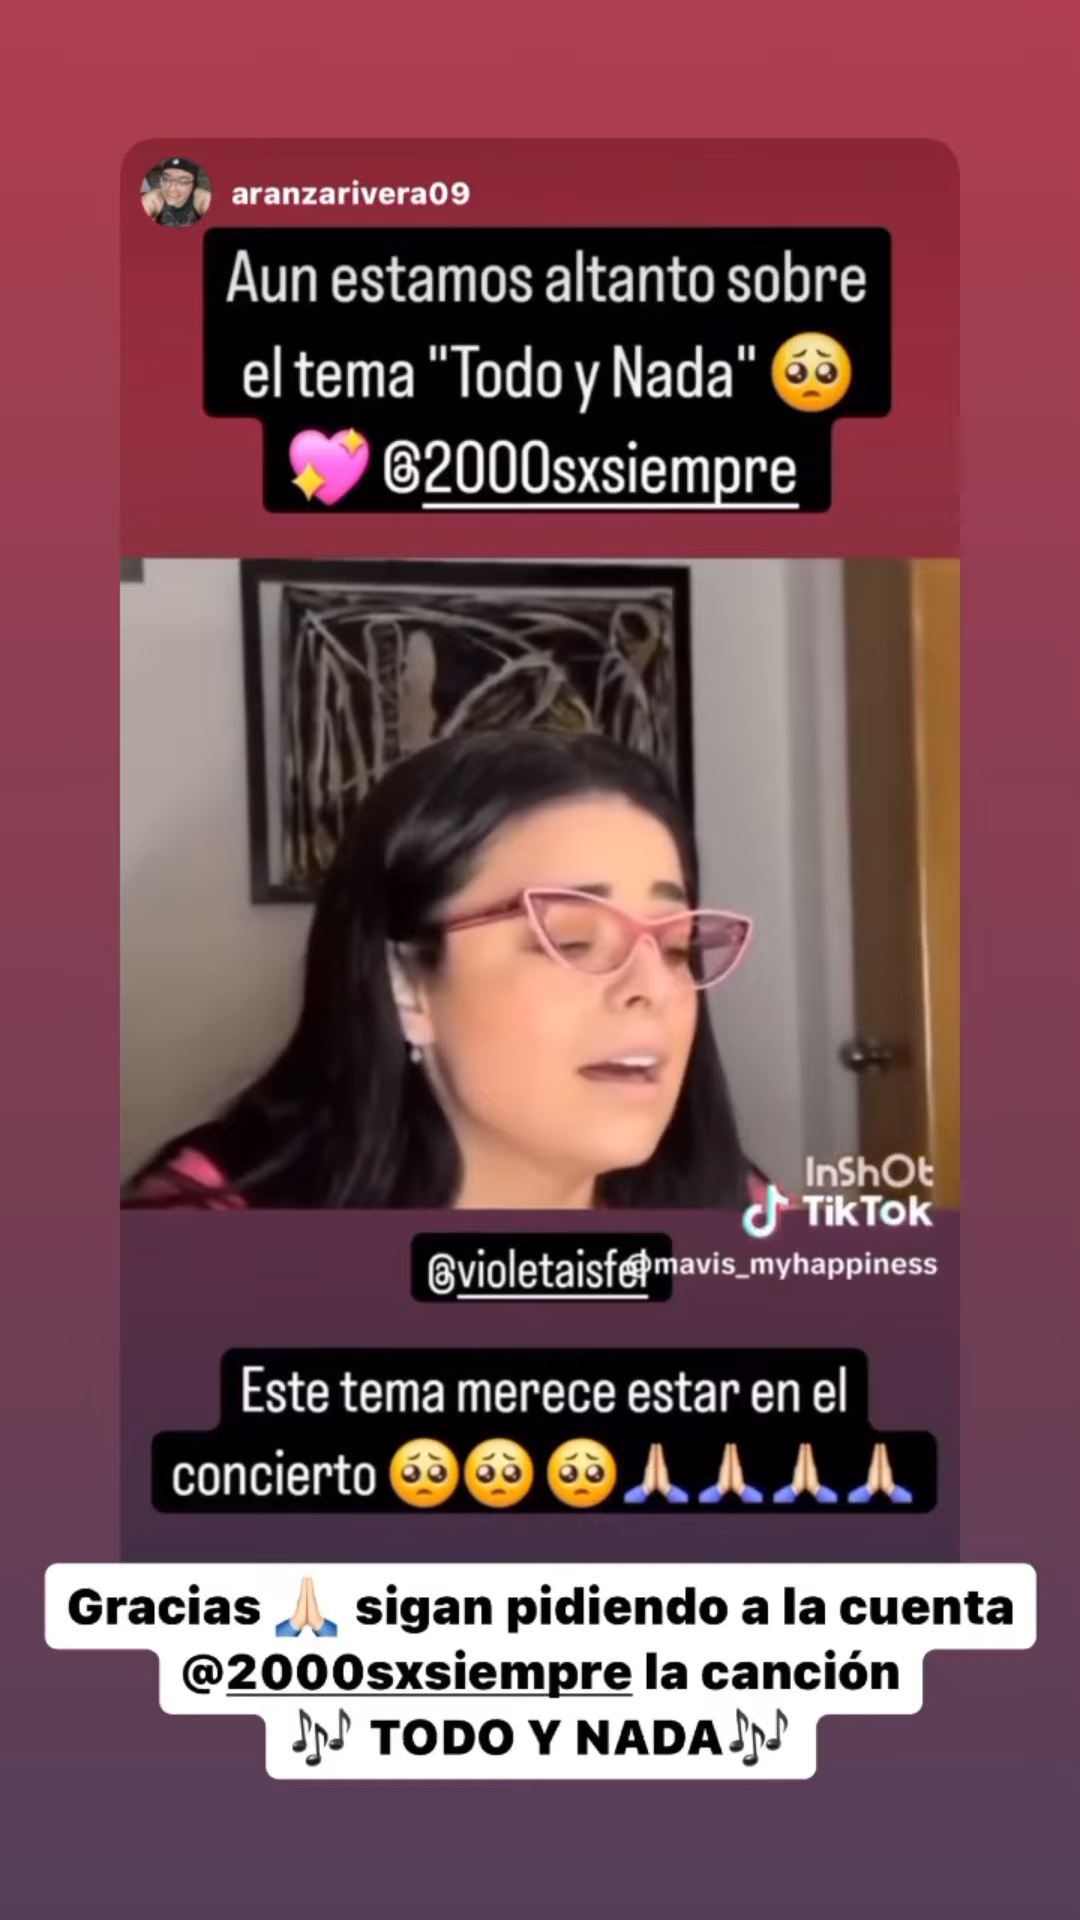 aranzarivera09
Aun estamos altanto sobre
el tema "Todo y Nada" 🥺
💖 @2000sxsiempre
InShOt
TikTok
@violetaisfel
@mavis_myhappiness
Este tema merece estar en el
concierto 🥺🥺 🥺🙏🏼🙏🏼🙏🏼🙏🏼
Gracias 🙏🏻 sigan pidiendo a la cuenta
@2000sxsiempre la canción
🎶 TODO Y NADA🎶